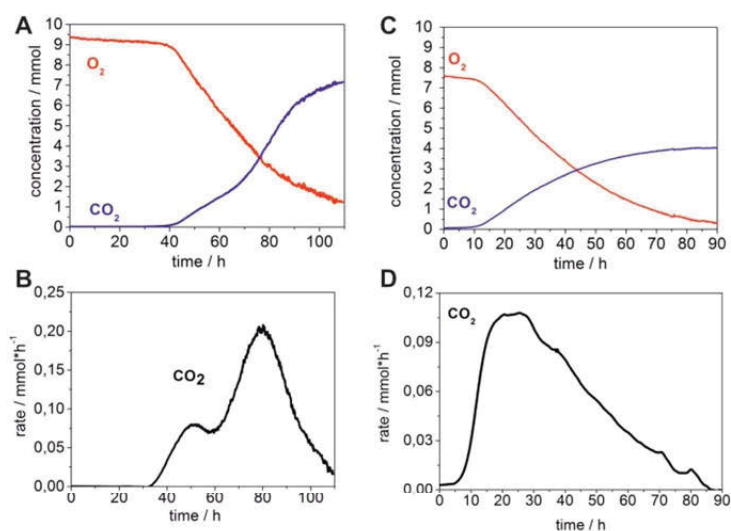 A
10
9
8
7
6
5
4
3
2
1
0
concentration / mmol
O₂
CO₂
0 20 40 60 80 100
time / h
C
10
9
8
7
6
5
4
3
2
1
0
concentration / mmol
O₂
CO₂
0 10 20 30 40 50 60 70 80 90
time / h
B
0,25
0,20
0,15
0,10
0,05
0,00
rate / mmol*h⁻¹
CO₂
0 20 40 60 80 100
time / h
D
0,12
0,09
0,06
0,03
0,00
rate / mmol*h⁻¹
CO₂
0 10 20 30 40 50 60 70 80 90
time / h